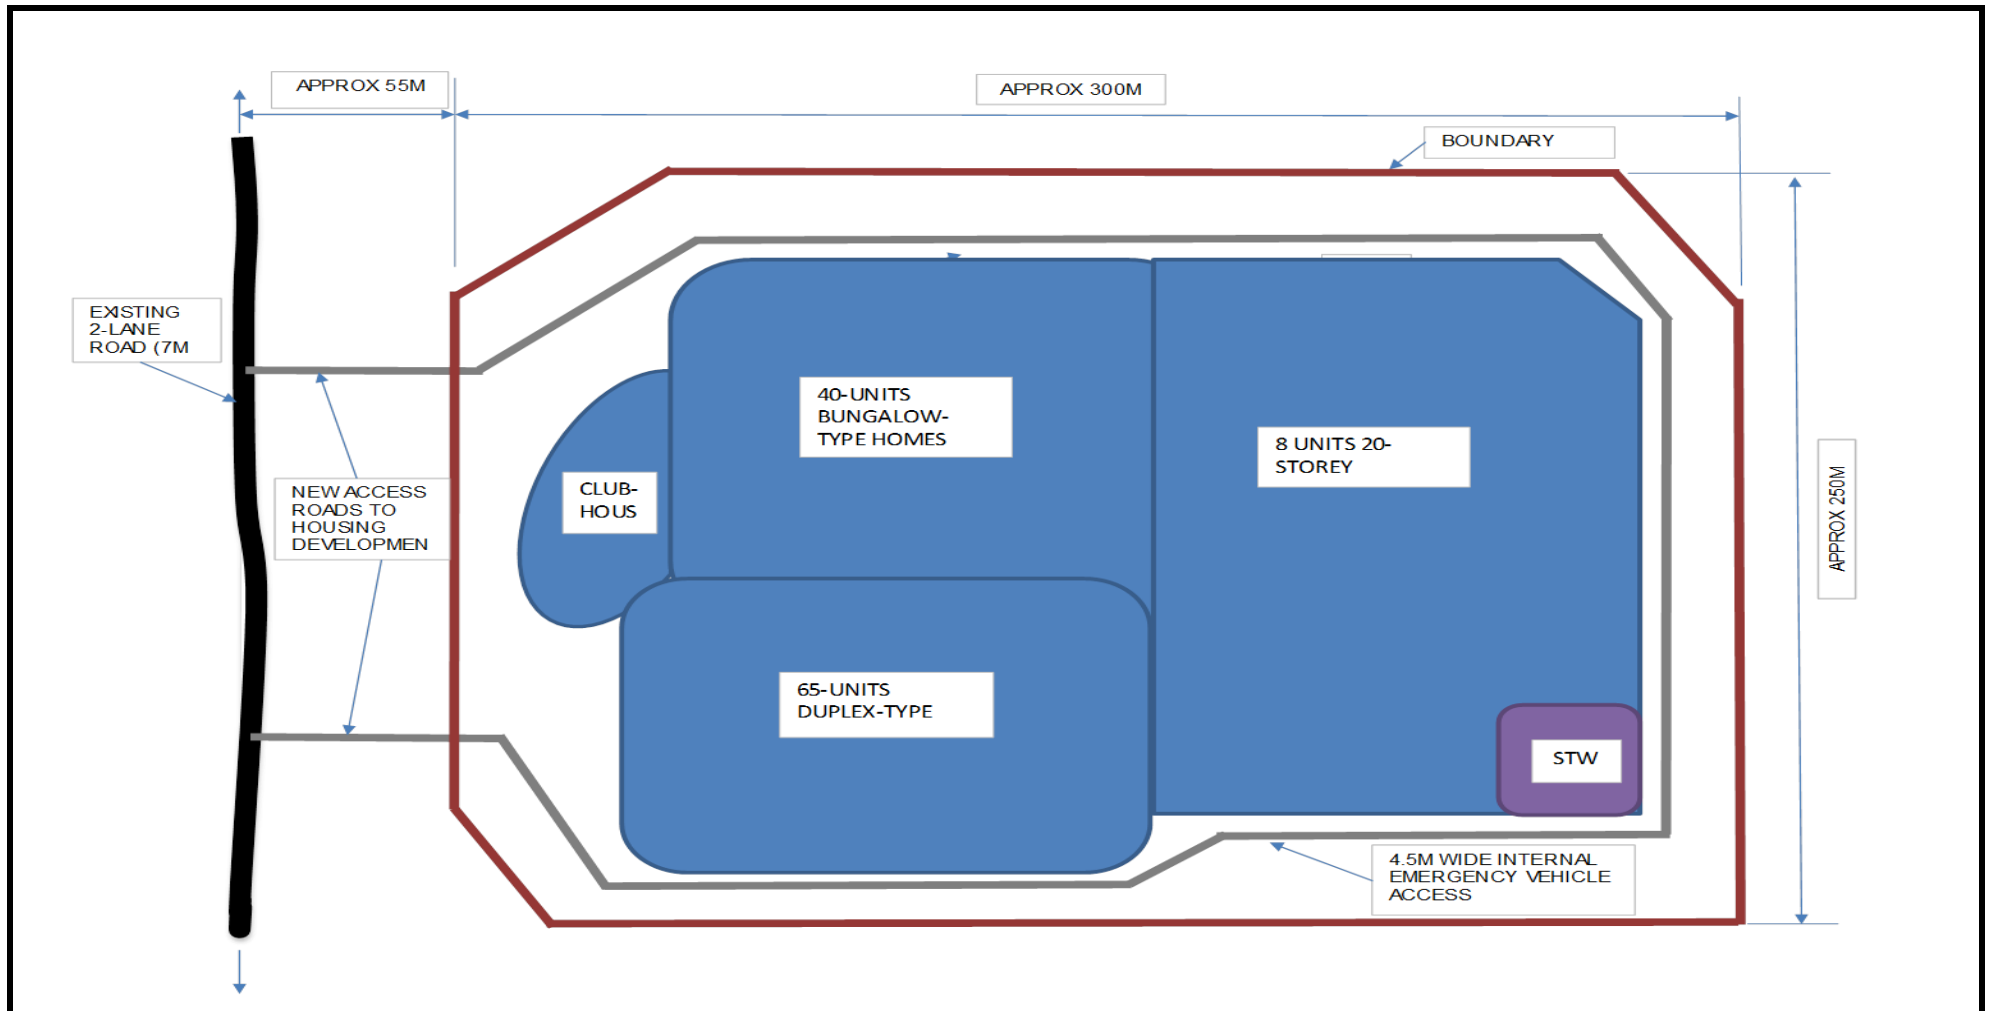 APPROX 55M
APPROX 300M
BOUNDARY
EXISTING
2-LANE
ROAD (7M
40-UNITS
BUNGALOW-
TYPE HOMES
8 UNITS 20-
STOREY
CLUB-
HOUS
NEW ACCESS
ROADS TO
HOUSING
DEVELOPMEN
APPROX 250M
65-UNITS
DUPLEX-TYPE
STW
4.5M WIDE INTERNAL
EMERGENCY VEHICLE
ACCESS